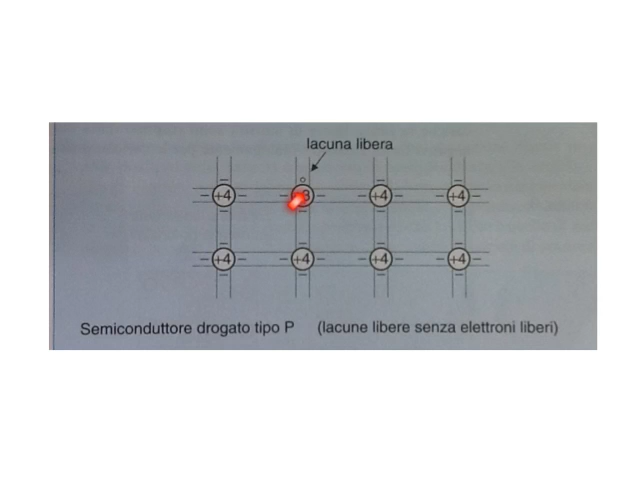 lacuna libera
+4 +4 +4
+4 +4 +4 +4
Semiconduttore drogato tipo P (lacune libere senza elettroni liberi)